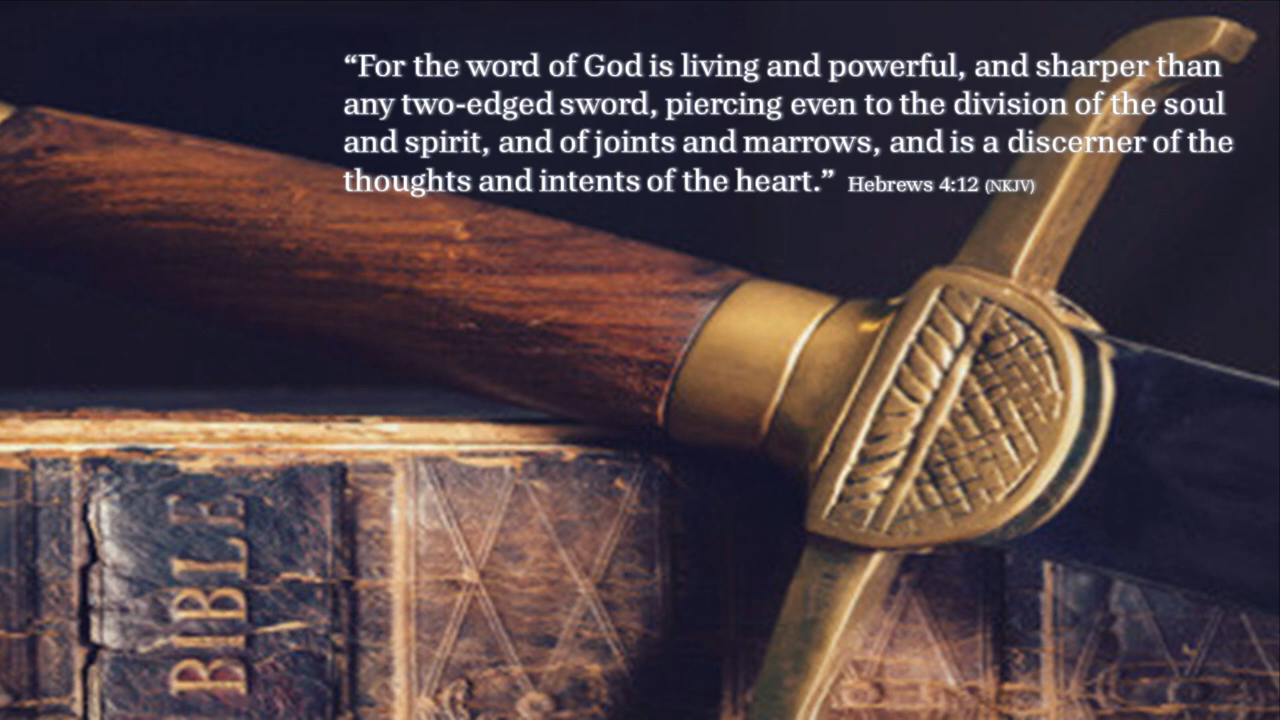 “For the word of God is living and powerful, and sharper than
any two-edged sword, piercing even to the division of the soul
and spirit, and of joints and marrows, and is a discerner of the
thoughts and intents of the heart.” Hebrews 4:12 (NKJV)
BIBLE